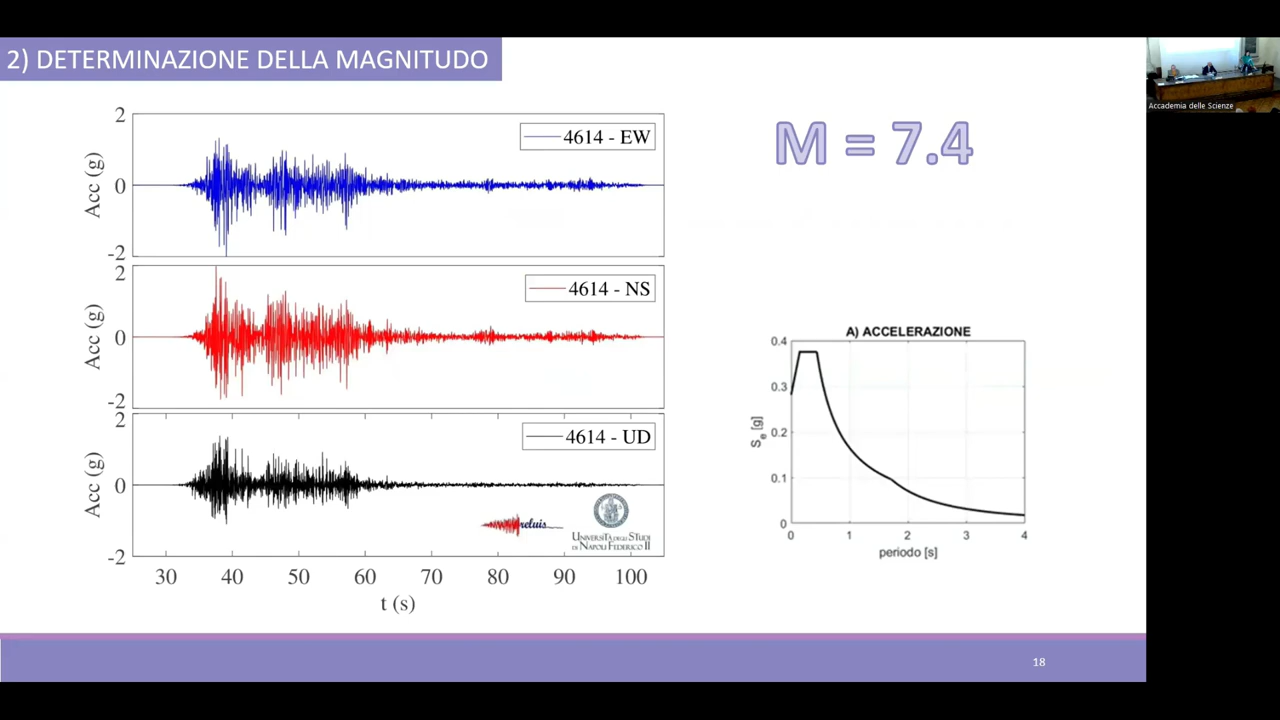 2) DETERMINAZIONE DELLA MAGNITUDO
Accademia delle Scienze
M = 7.4
2
4614 - EW
Acc (g)
0
-2
2
4614 - NS
Acc (g)
0
-2
2
4614 - UD
Acc (g)
0
-2
reluis
UNIVERSITÀ DEGLI STUDI
DI NAPOLI FEDERICO II
30 40 50 60 70 80 90 100
t (s)
A) ACCELERAZIONE
0.4
0.3
Se [g]
0.2
0.1
0
0 1 2 3 4
periodo [s]
18